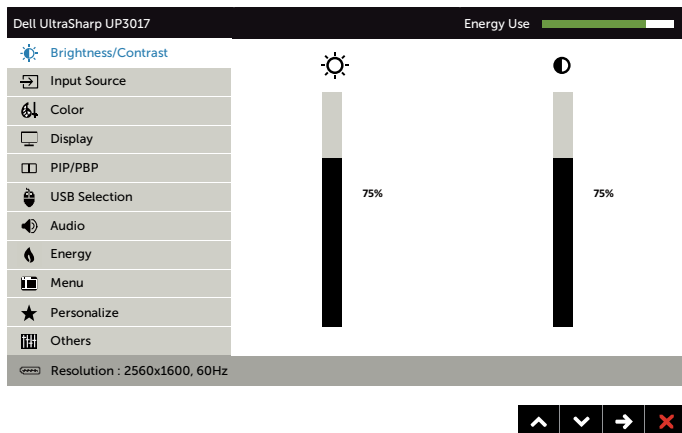 Dell UltraSharp UP3017
Energy Use
Brightness/Contrast
Input Source
Color
Display
PIP/PBP
USB Selection
Audio
Energy
Menu
Personalize
Others
75%
75%
Resolution : 2560x1600, 60Hz